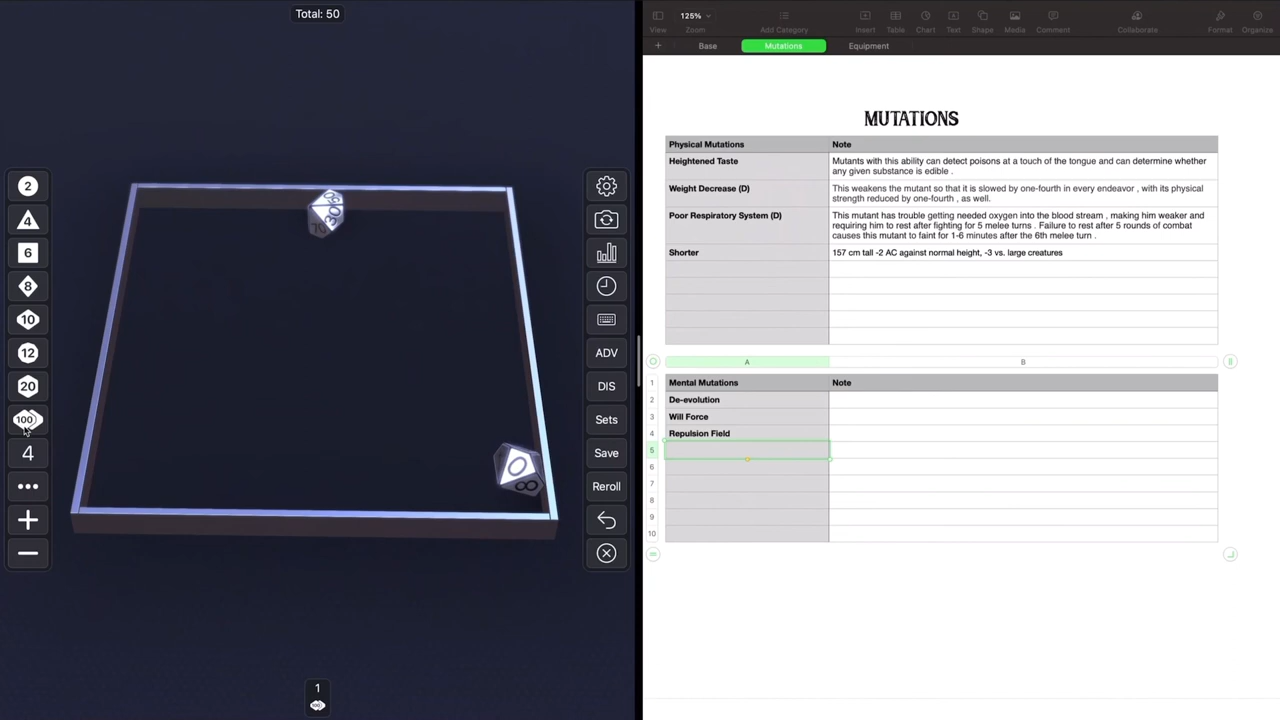 Total: 50
2
4
6
8
10
12
20
100
4
ADV
DIS
Sets
Save
Reroll
30
0
8
1
100
125%
View
Zoom
Add Category
Insert
Table
Chart
Text
Shape
Media
Comment
Collaborate
Format
Organize
Base
Mutations
Equipment
MUTATIONS
Physical Mutations Note
Heightened Taste Mutants with this ability can detect poisons at a touch of the tongue and can determine whether
any given substance is edible .
Weight Decrease (D) This weakens the mutant so that it is slowed by one-fourth in every endeavor , with its physical
strength reduced by one-fourth , as well.
Poor Respiratory System (D) This mutant has trouble getting needed oxygen into the blood stream , making him weaker and
requiring him to rest after fighting for 5 melee turns . Failure to rest after 5 rounds of combat
causes this mutant to faint for 1-6 minutes after the 6th melee turn .
Shorter 157 cm tall -2 AC against normal height, -3 vs. large creatures
A B
1 Mental Mutations Note
2 De-evolution
3 Will Force
4 Repulsion Field
5
6
7
8
9
10